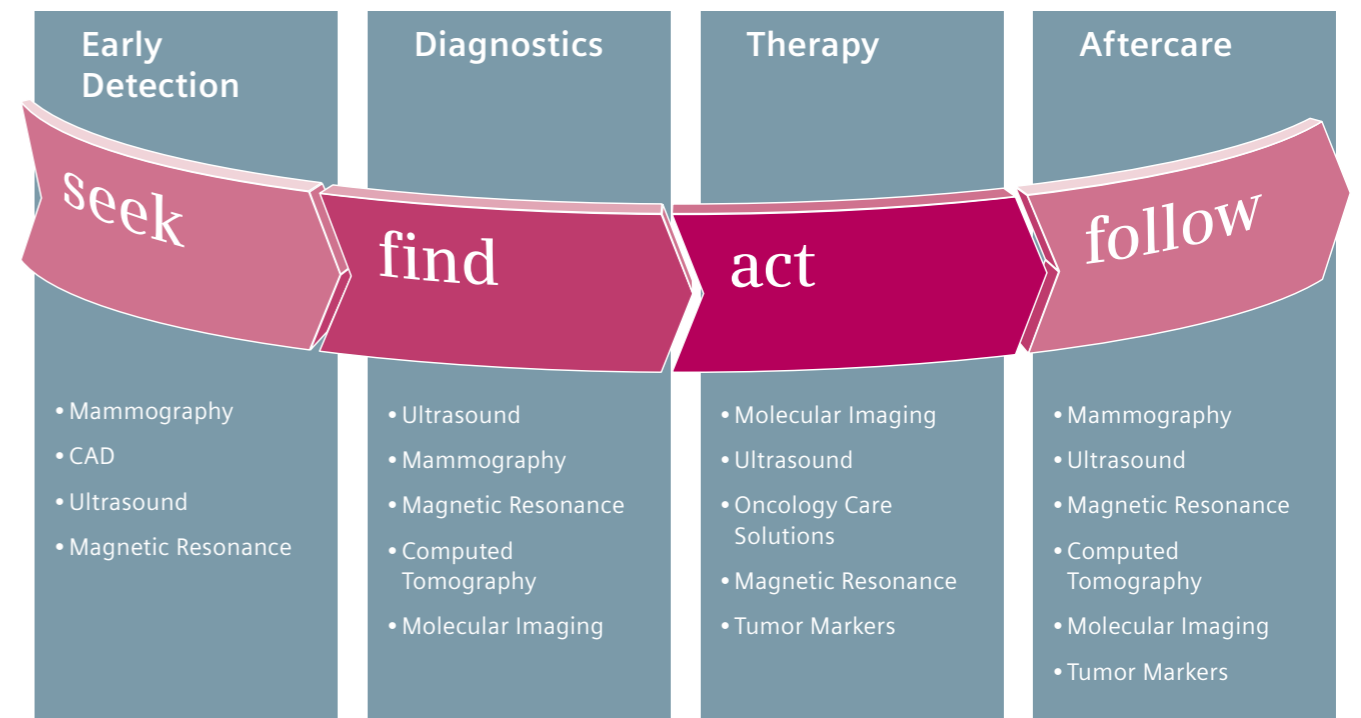 Early
Detection
seek
• Mammography
• CAD
• Ultrasound
• Magnetic Resonance
Diagnostics
find
• Ultrasound
• Mammography
• Magnetic Resonance
• Computed
Tomography
• Molecular Imaging
Therapy
act
• Molecular Imaging
• Ultrasound
• Oncology Care
Solutions
• Magnetic Resonance
• Tumor Markers
Aftercare
follow
• Mammography
• Ultrasound
• Magnetic Resonance
• Computed
Tomography
• Molecular Imaging
• Tumor Markers